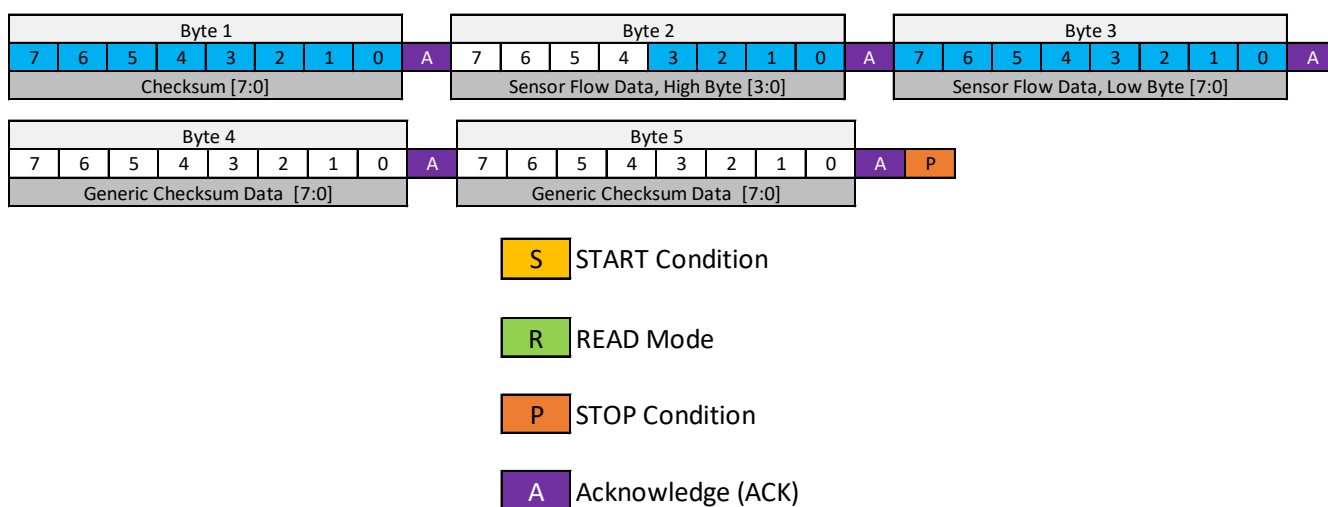 Byte 1 Byte 2 Byte 3
7 6 5 4 3 2 1 0 A 7 6 5 4 3 2 1 0 A 7 6 5 4 3 2 1 0 A
Checksum [7:0] Sensor Flow Data, High Byte [3:0] Sensor Flow Data, Low Byte [7:0]
Byte 4 Byte 5
7 6 5 4 3 2 1 0 A 7 6 5 4 3 2 1 0 A P
Generic Checksum Data [7:0] Generic Checksum Data [7:0]
S START Condition
R READ Mode
P STOP Condition
A Acknowledge (ACK)